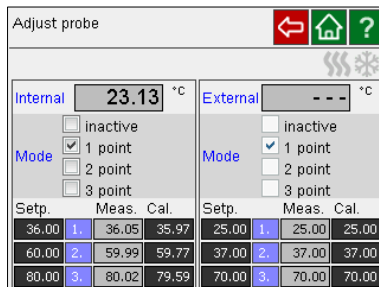 Adjust probe ?
Internal 23.13 °C External --- °C
inactive inactive
Mode 1 point Mode 1 point
2 point 2 point
3 point 3 point
Setp. Meas. Cal. Setp. Meas. Cal.
36.00 1. 36.05 35.97 25.00 1. 25.00 25.00
60.00 2. 59.99 59.77 37.00 2. 37.00 37.00
80.00 3. 80.02 79.59 70.00 3. 70.00 70.00